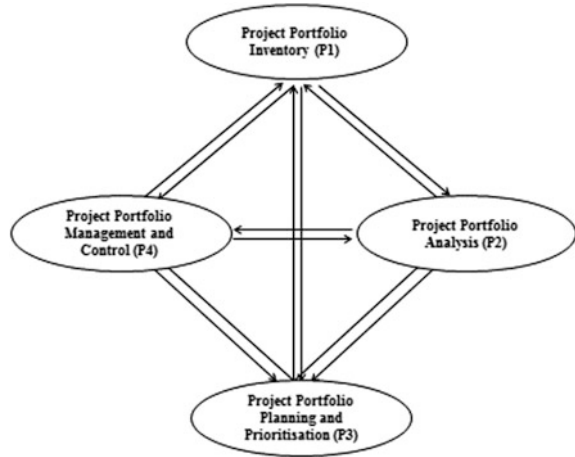 Project Portfolio
Inventory (P1)
Project Portfolio
Management and
Control (P4)
Project Portfolio
Analysis (P2)
Project Portfolio
Planning and
Prioritisation (P3)